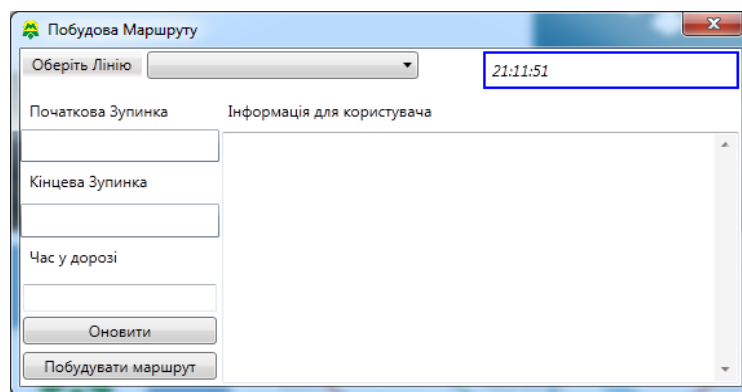 Побудова Маршруту
Оберіть Лінію
21:11:51
Початкова Зупинка
Інформація для користувача
Кінцева Зупинка
Час у дорозі
Оновити
Побудувати маршрут